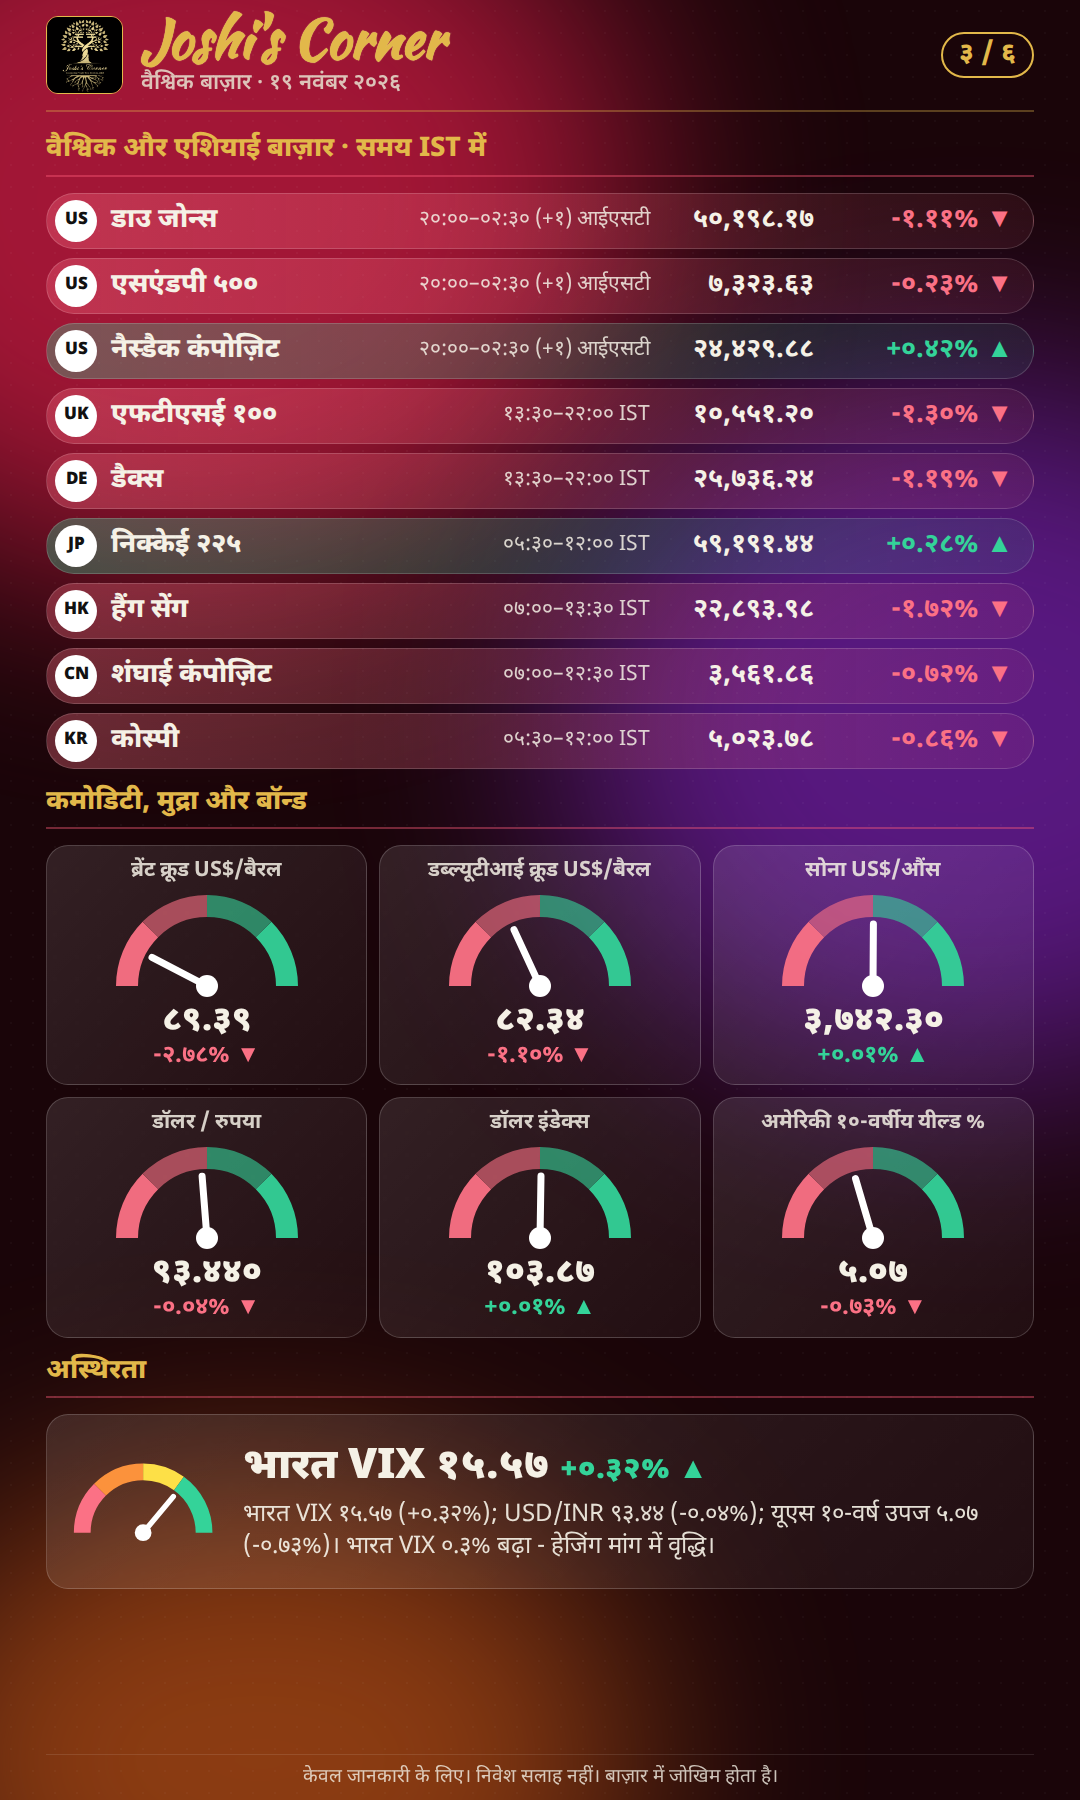 Joshi's Corner
Joshi's Corner
वैश्विक बाज़ार · १९ नवंबर २०२६
३ / ६
वैश्विक और एशियाई बाज़ार · समय IST में
US डाउ जोन्स २०:००–०२:३० (+१) आईएसटी ५०,१९८.१७ -१.११% ▼
US एसएंडपी ५०० २०:००–०२:३० (+१) आईएसटी ७,३२३.६३ -०.२३% ▼
US नैस्डैक कंपोज़िट २०:००–०२:३० (+१) आईएसटी २४,४२९.८८ +०.४२% ▲
UK एफटीएसई १०० १३:३०–२२:०० IST १०,५५१.२० -१.३०% ▼
DE डैक्स १३:३०–२२:०० IST २५,७३६.२४ -१.१९% ▼
JP निक्केई २२५ ०५:३०–१२:०० IST ५९,१९१.४४ +०.२८% ▲
HK हैंग सेंग ०७:००–१३:३० IST २२,८९३.९८ -१.७२% ▼
CN शंघाई कंपोज़िट ०७:००–१२:३० IST ३,५६१.८६ -०.७२% ▼
KR कोस्पी ०५:३०–१२:०० IST ५,०२३.७८ -०.८६% ▼
कमोडिटी, मुद्रा और बॉन्ड
ब्रेंट क्रूड US$/बैरल
८९.३९
-२.७८% ▼
डब्ल्यूटीआई क्रूड US$/बैरल
८२.३४
-१.१०% ▼
सोना US$/औंस
३,७४२.३०
+०.०१% ▲
डॉलर / रुपया
९३.४४०
-०.०४% ▼
डॉलर इंडेक्स
१०३.८७
+०.०१% ▲
अमेरिकी १०-वर्षीय यील्ड %
५.०७
-०.७३% ▼
अस्थिरता
भारत VIX १५.५७ +०.३२% ▲
भारत VIX १५.५७ (+०.३२%); USD/INR ९३.४४ (-०.०४%); यूएस १०-वर्ष उपज ५.०७
(-०.७३%)। भारत VIX ०.३% बढ़ा - हेजिंग मांग में वृद्धि।
केवल जानकारी के लिए। निवेश सलाह नहीं। बाज़ार में जोखिम होता है।